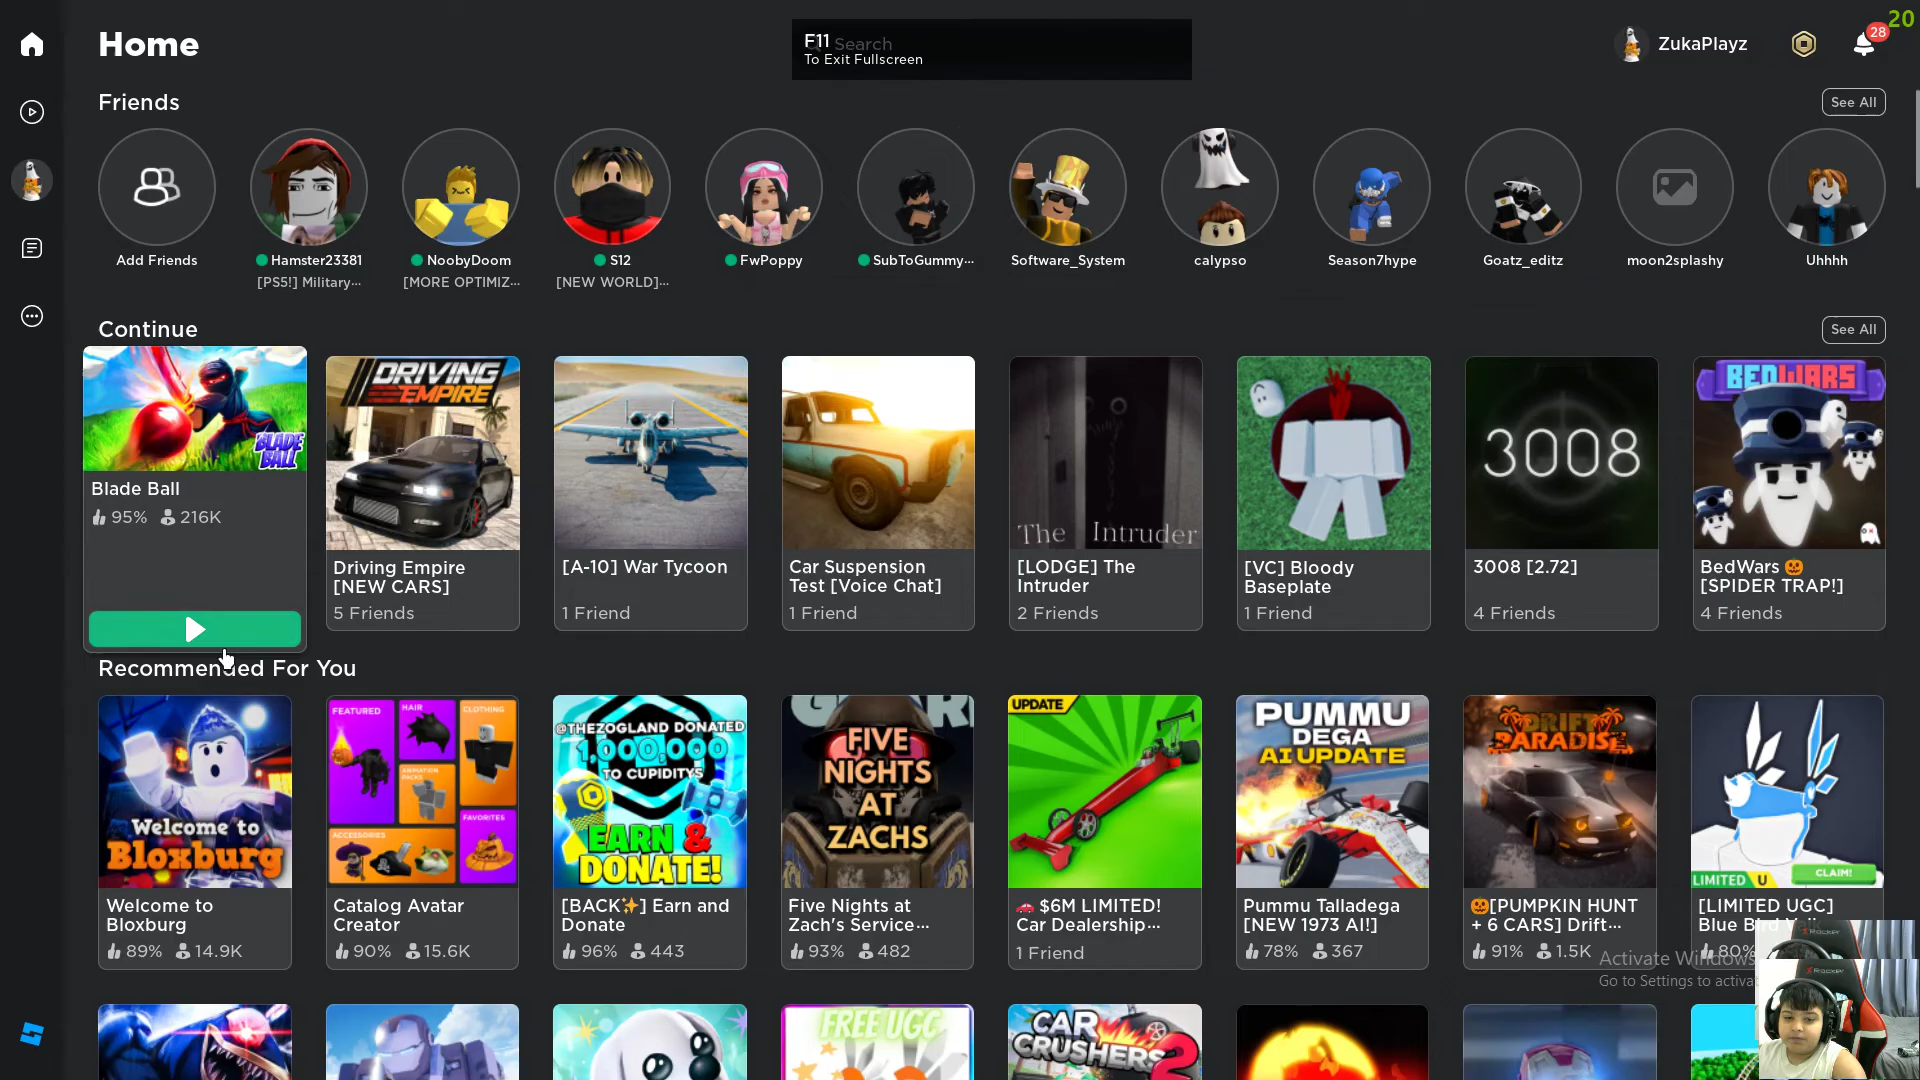 20
Home
F11
Search
To Exit Fullscreen
ZukaPlayz
28
Friends
See All
Add Friends
Hamster23381
NoobyDoom
S12
FwPoppy
SubToGummy...
Software_System
calypso
Season7hype
Goatz_editz
moon2splashy
Uhhhh
[PS5!] Military...
[MORE OPTIMIZ...
[NEW WORLD]...
Continue
See All
BLADE
BALL
Blade Ball
95%
216K
DRIVING
EMPIRE
Driving Empire
[NEW CARS]
5 Friends
[A-10] War Tycoon
1 Friend
Car Suspension
Test [Voice Chat]
1 Friend
The Intruder
[LODGE] The
Intruder
2 Friends
[VC] Bloody
Baseplate
1 Friend
3008
3008 [2.72]
4 Friends
BEDWARS
BedWars 🎃
[SPIDER TRAP!]
4 Friends
Recommended For You
Welcome to
Bloxburg
Welcome to
Bloxburg
89%
14.9K
FEATURED
HAIR
CLOTHING
ANIMATION
PACKS
FAVORITES
ACCESSORIES
Catalog Avatar
Creator
90%
15.6K
@THEZOGLAND DONATED
1,000,000
TO CUPIDITYS
EARN &
DONATE!
[BACK✨] Earn and
Donate
96%
443
FIVE
NIGHTS
AT
ZACHS
Five Nights at
Zach's Service...
93%
482
UPDATE
🚗 $6M LIMITED!
Car Dealership...
1 Friend
PUMMU
DEGA
AI UPDATE
Pummu Talladega
[NEW 1973 AI!]
78%
367
DRIFT
PARADISE
🎃[PUMPKIN HUNT
+ 6 CARS] Drift...
91%
1.5K
LIMITED U
CLAIM!
[LIMITED UGC]
Blue Bird
80%
Activate Windows
Go to Settings to activat
X Rocker
FREE UGC
CAR
CRUSHERS 2